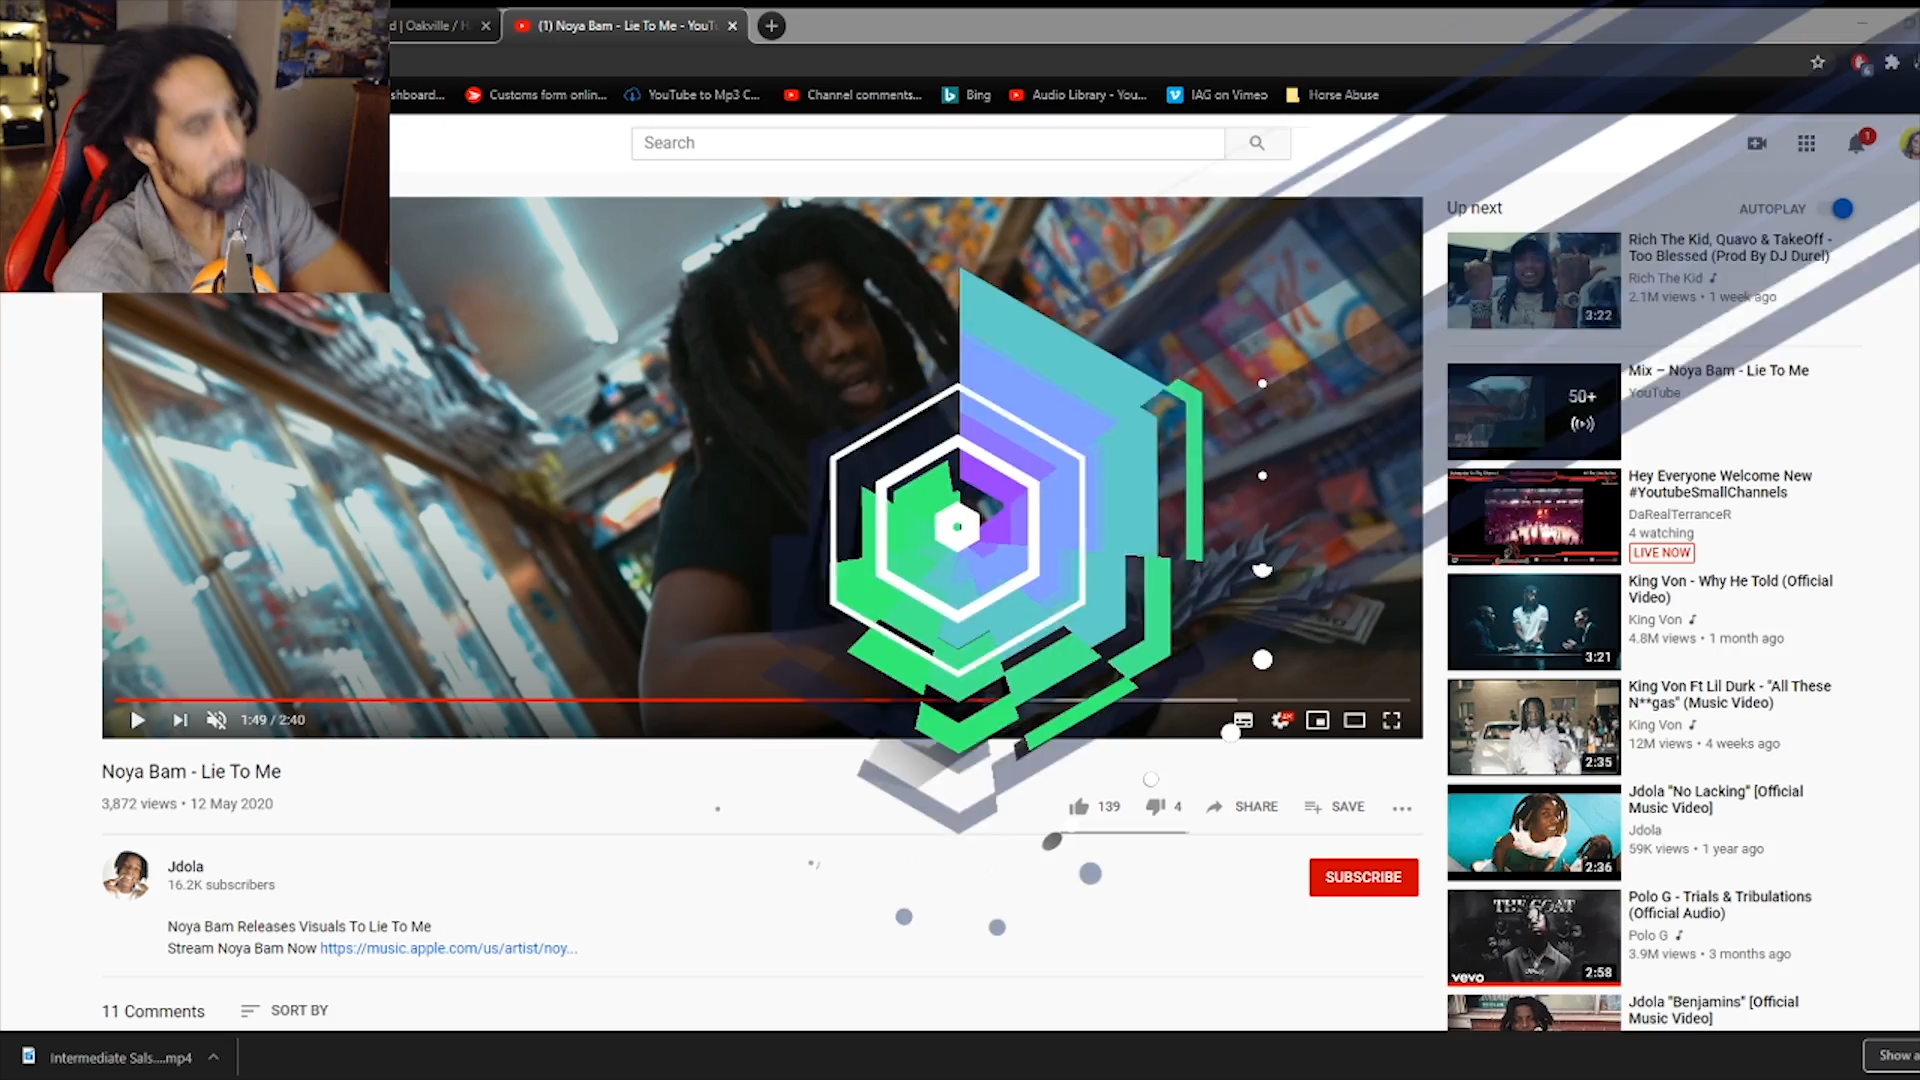 d | Oakville / H
(1) Noya Bam - Lie To Me - YouT
shboard...
Customs form onlin...
YouTube to Mp3 C...
Channel comments...
Bing
Audio Library - You...
IAG on Vimeo
Horse Abuse
Search
1
Up next
AUTOPLAY
Rich The Kid, Quavo & TakeOff -
Too Blessed (Prod By DJ Durel)
Rich The Kid
2.1M views • 1 week ago
3:22
Mix – Noya Bam - Lie To Me
YouTube
50+
Hey Everyone Welcome New
#YoutubeSmallChannels
DaRealTerranceR
4 watching
LIVE NOW
King Von - Why He Told (Official
Video)
King Von
4.8M views • 1 month ago
3:21
King Von Ft Lil Durk - "All These
N**gas" (Music Video)
King Von
12M views • 4 weeks ago
2:35
Jdola "No Lacking" [Official
Music Video]
Jdola
59K views • 1 year ago
2:36
Polo G - Trials & Tribulations
(Official Audio)
Polo G
3.9M views • 3 months ago
THE GOAT
vevo
2:58
Jdola "Benjamins" [Official
Music Video]
1:49 / 2:40
Noya Bam - Lie To Me
3,872 views • 12 May 2020
139
4
SHARE
SAVE
Jdola
16.2K subscribers
SUBSCRIBE
Noya Bam Releases Visuals To Lie To Me
Stream Noya Bam Now https://music.apple.com/us/artist/noy...
11 Comments
SORT BY
Intermediate Sals....mp4
Show a